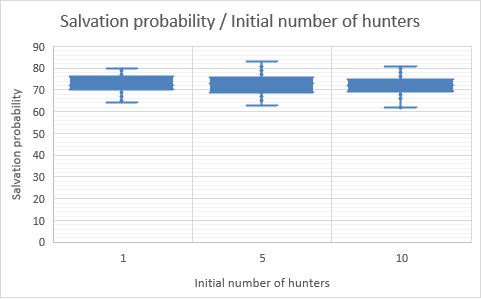 Salvation probability / Initial number of hunters
90
80
70
60
50
40
30
20
10
0
Salvation probability
1 5 10
Initial number of hunters